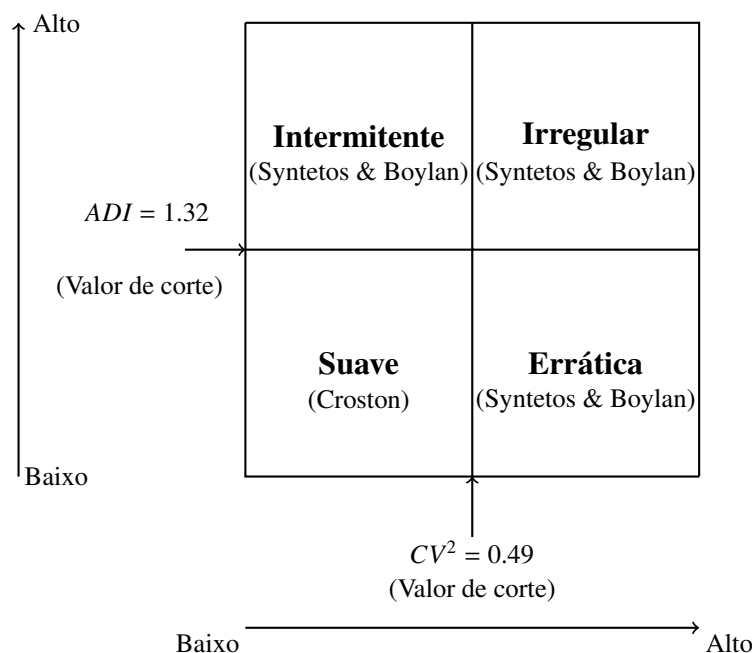 Alto
Intermitente
(Syntetos & Boylan)
Irregular
(Syntetos & Boylan)
ADI = 1.32
(Valor de corte)
Suave
(Croston)
Errática
(Syntetos & Boylan)
Baixo
CV² = 0.49
(Valor de corte)
Baixo
Alto